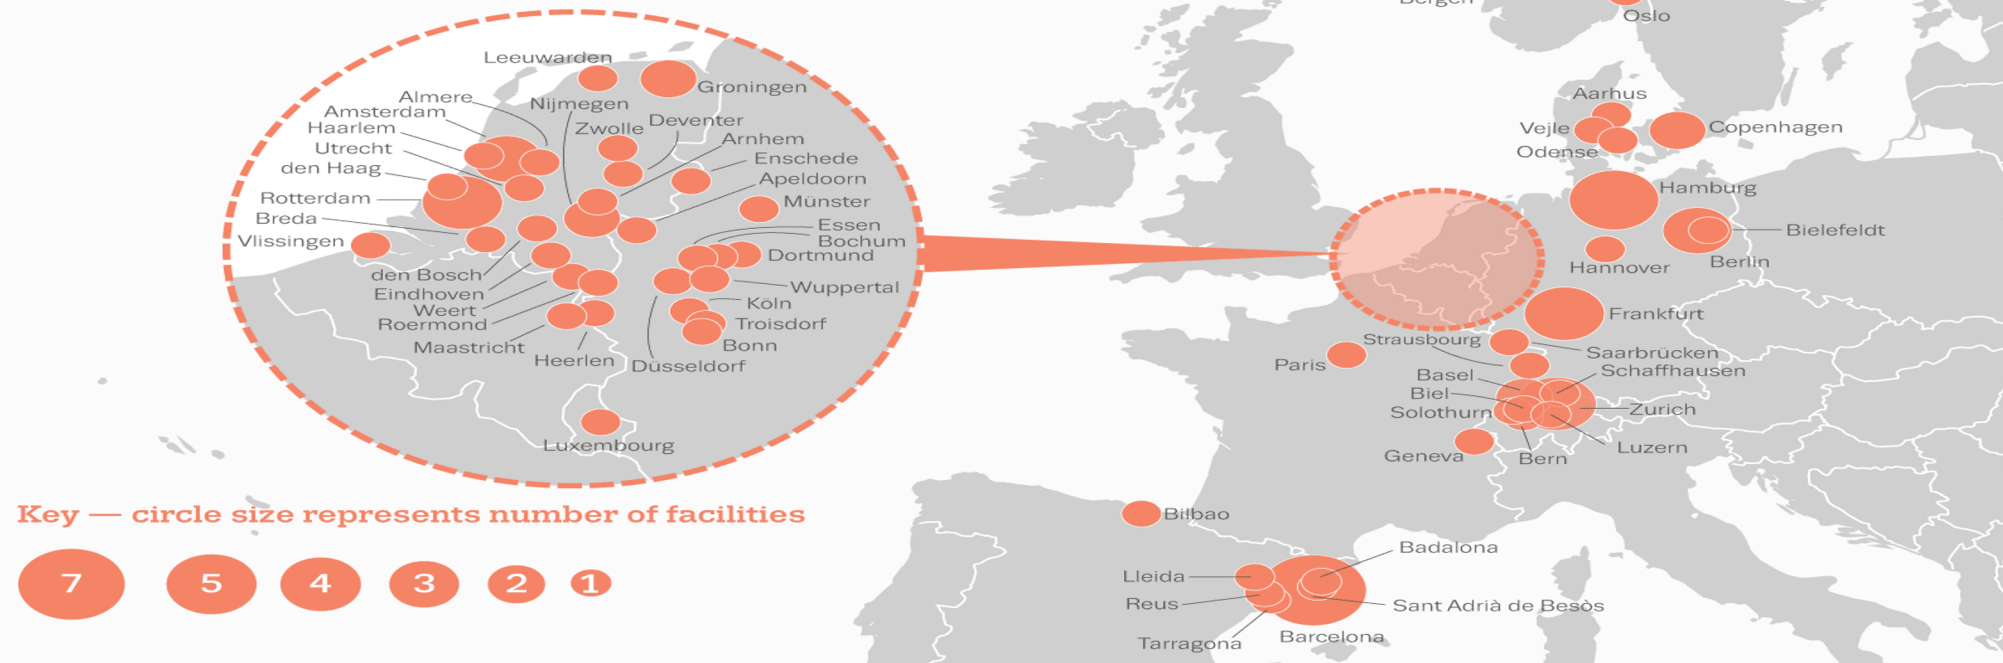 Bergen
Oslo
Leeuwarden
Groningen
Almere
Nijmegen
Amsterdam
Deventer
Haarlem
Zwolle
Arnhem
Utrecht
Enschede
den Haag
Apeldoorn
Rotterdam
Münster
Breda
Essen
Vlissingen
Bochum
Dortmund
den Bosch
Wuppertal
Eindhoven
Köln
Weert
Roermond
Troisdorf
Maastricht
Bonn
Heerlen
Düsseldorf
Luxembourg
Aarhus
Vejle
Copenhagen
Odense
Hamburg
Bielefeldt
Berlin
Hannover
Frankfurt
Strausbourg
Saarbrücken
Paris
Schaffhausen
Basel
Biel
Solothurn
Zurich
Luzern
Geneva
Bern
Bilbao
Badalona
Lleida
Reus
Sant Adrià de Besòs
Tarragona
Barcelona
Key — circle size represents number of facilities
7 5 4 3 2 1